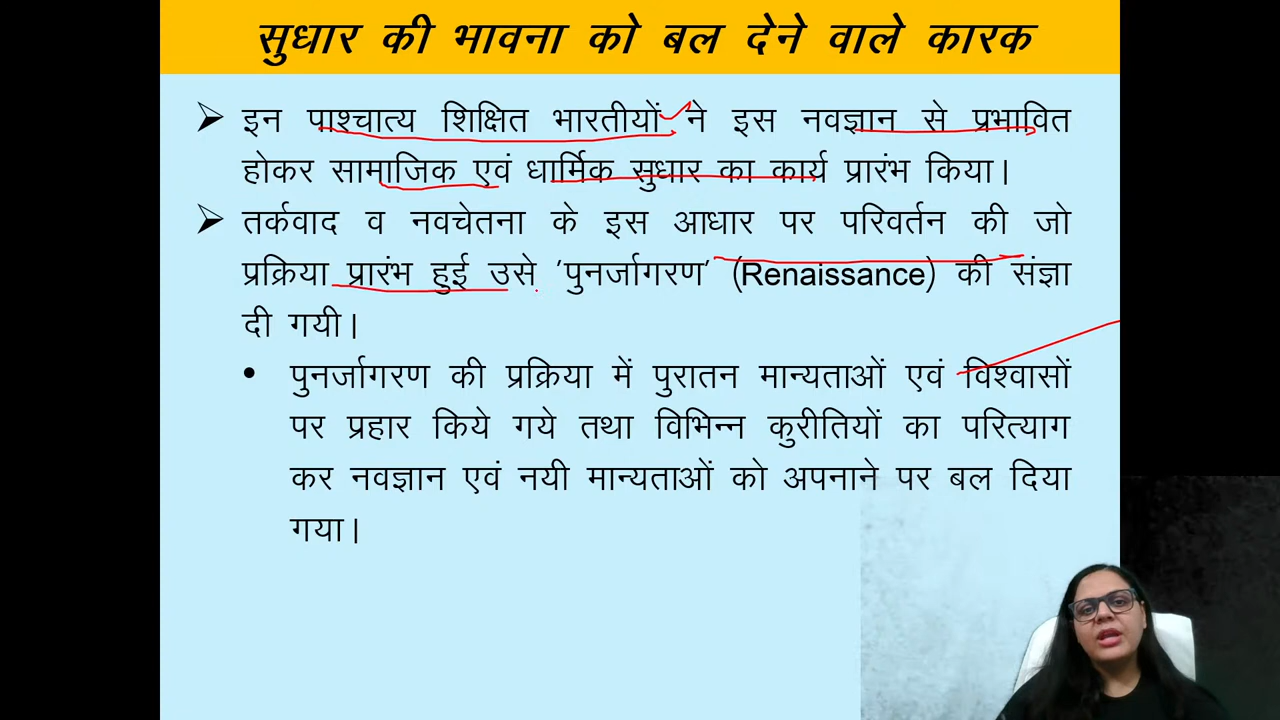 सुधार की भावना को बल देने वाले कारक
➢ इन पाश्चात्य शिक्षित भारतीयों ने इस नवज्ञान से प्रभावित
होकर सामाजिक एवं धार्मिक सुधार का कार्य प्रारंभ किया।
➢ तर्कवाद व नवचेतना के इस आधार पर परिवर्तन की जो
प्रक्रिया प्रारंभ हुई उसे 'पुनर्जागरण' (Renaissance) की संज्ञा
दी गयी।
• पुनर्जागरण की प्रक्रिया में पुरातन मान्यताओं एवं विश्वासों
पर प्रहार किये गये तथा विभिन्न कुरीतियों का परित्याग
कर नवज्ञान एवं नयी मान्यताओं को अपनाने पर बल दिया
गया।